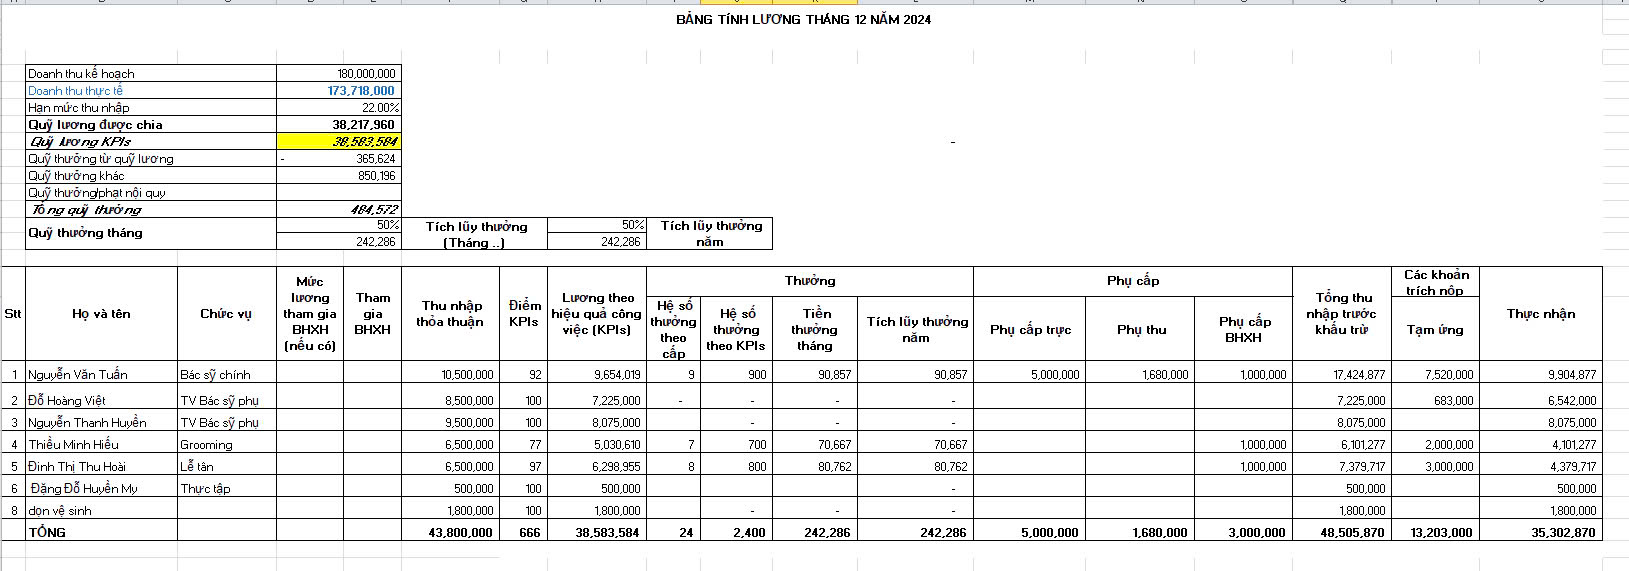 BẢNG TÍNH LƯƠNG THÁNG 12 NĂM 2024
Doanh thu kế hoạch 180,000,000
Doanh thu thực tế 173,718,000
Hạn mức thu nhập 22.00%
Quỹ lương được chia 38,217,960
Quỹ lương KPIs 38,583,584
-
Quỹ thưởng từ quỹ lương - 365,624
Quỹ thưởng khác 850,196
Quỹ thưởng/phạt nội quy
Tổng quỹ thưởng 484,572
Quỹ thưởng tháng 50% Tích lũy thưởng (Tháng ..) 50% Tích lũy thưởng năm
242,286 242,286
Stt Họ và tên Chức vụ Mức lương tham gia BHXH (nếu có) Tham gia BHXH Thu nhập thỏa thuận Điểm KPIs Lương theo hiệu quả công việc (KPIs) Thưởng Phụ cấp Tổng thu nhập trước khấu trừ Các khoản trích nôp Thực nhận
Hệ số thưởng theo cấp Hệ số thưởng theo KPIs Tiền thưởng tháng Tích lũy thưởng năm Phụ cấp trực Phụ thu Phụ cấp BHXH Tạm ứng
1 Nguyễn Văn Tuấn Bác sỹ chính 10,500,000 92 9,654,019 9 900 90,857 90,857 5,000,000 1,680,000 1,000,000 17,424,877 7,520,000 9,904,877
2 Đỗ Hoàng Việt TV Bác sỹ phụ 8,500,000 100 7,225,000 - - - - 7,225,000 683,000 6,542,000
3 Nguyễn Thanh Huyền TV Bác sỹ phụ 9,500,000 100 8,075,000 - - - 8,075,000 8,075,000
4 Thiều Minh Hiếu Grooming 6,500,000 77 5,030,610 7 700 70,667 70,667 1,000,000 6,101,277 2,000,000 4,101,277
5 Đinh Thị Thu Hoài Lễ tân 6,500,000 97 6,298,955 8 800 80,762 80,762 1,000,000 7,379,717 3,000,000 4,379,717
6 Đặng Đỗ Huyền My Thực tập 500,000 100 500,000 - 500,000 500,000
8 dọn vệ sinh 1,800,000 100 1,800,000 - - - 1,800,000 1,800,000
TỔNG 43,800,000 666 38,583,584 24 2,400 242,286 242,286 5,000,000 1,680,000 3,000,000 48,505,870 13,203,000 35,302,870